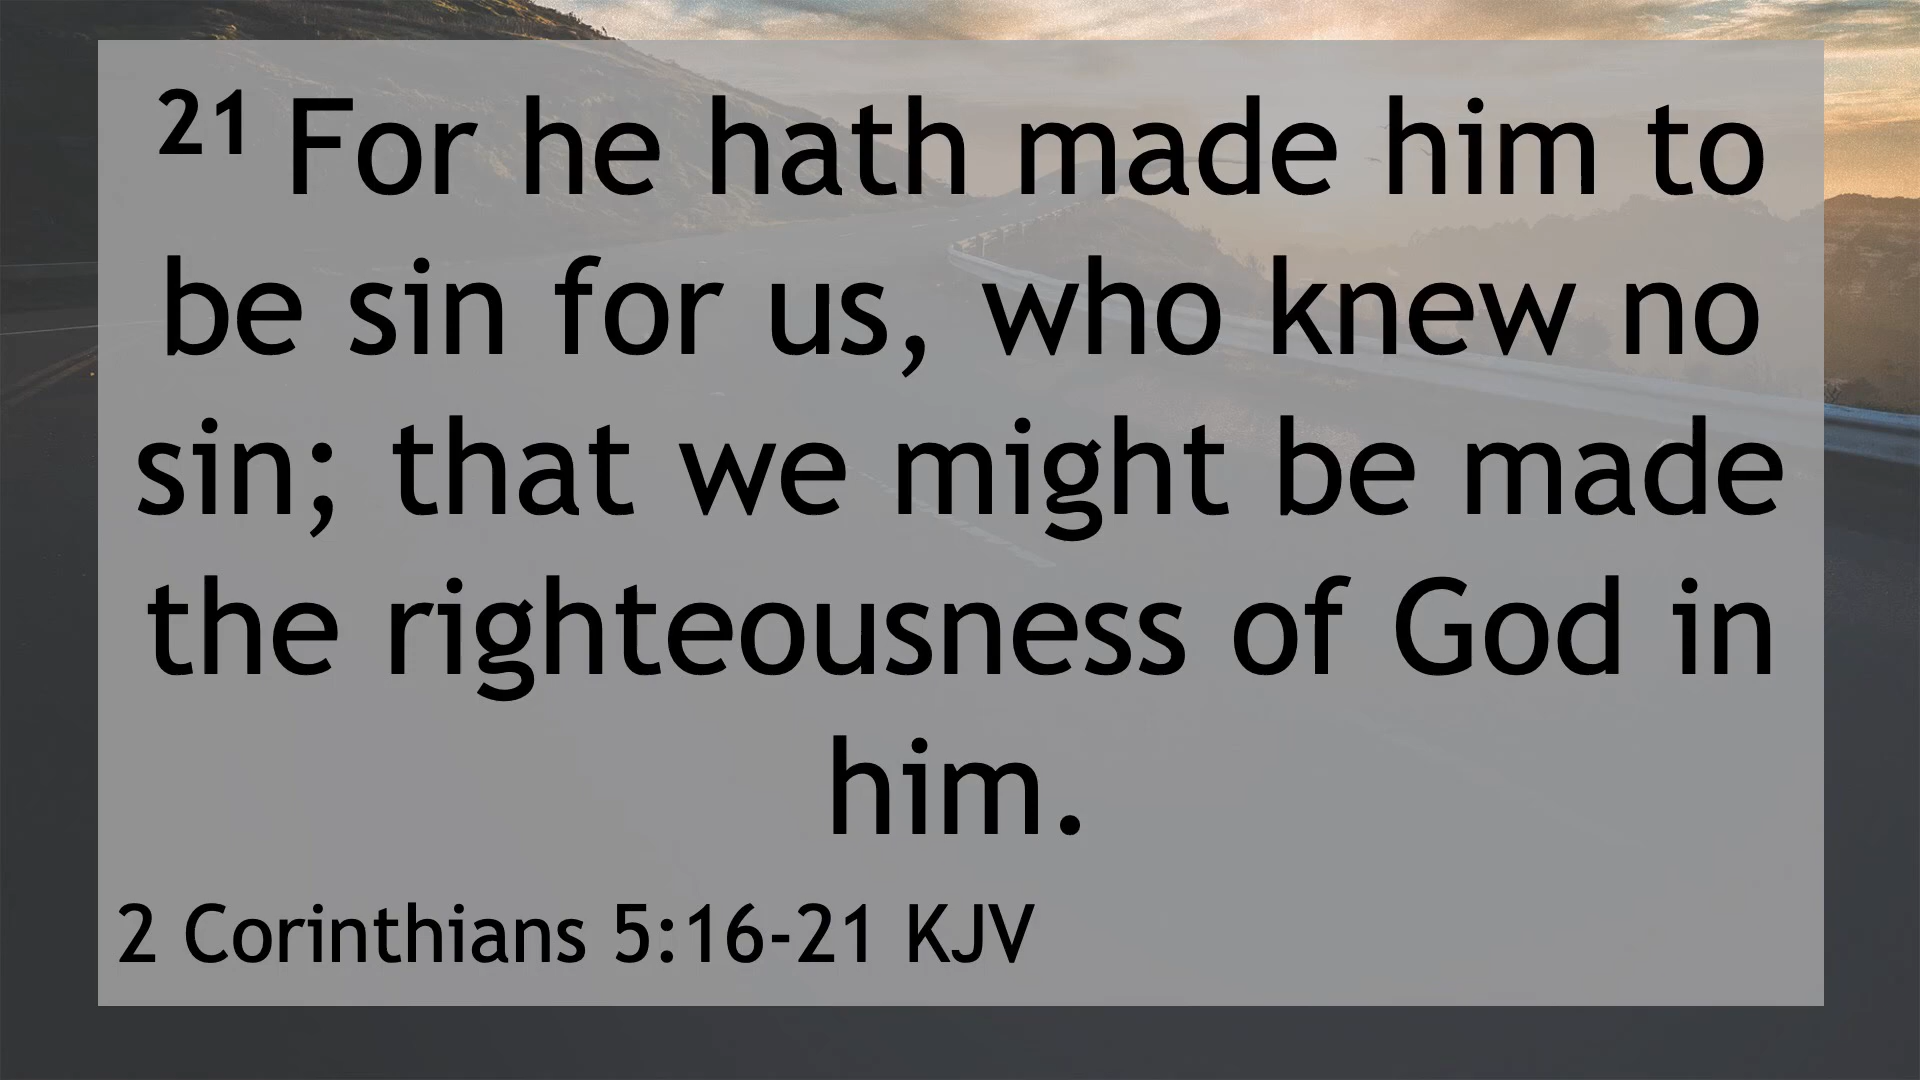 21 For he hath made him to
be sin for us, who knew no
sin; that we might be made
the righteousness of God in
him.
2 Corinthians 5:16-21 KJV